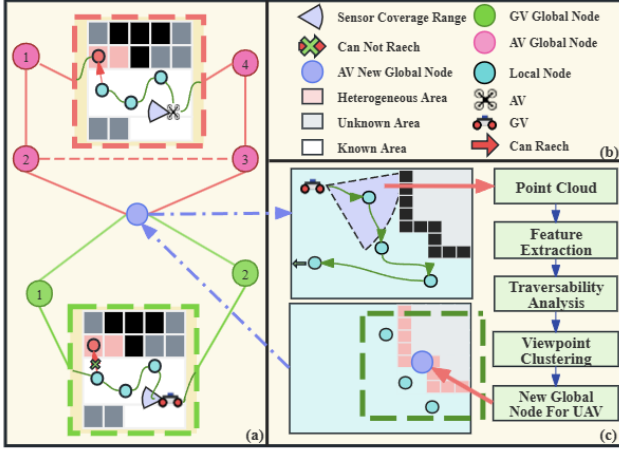 1
4
2
3
1
2
(a)
Sensor Coverage Range
GV Global Node
Can Not Raech
AV Global Node
AV New Global Node
Local Node
Heterogeneous Area
AV
Unknown Area
GV
Known Area
Can Raech
(b)
Point Cloud
Feature
Extraction
Traversability
Analysis
Viewpoint
Clustering
New Global
Node For UAV
(c)